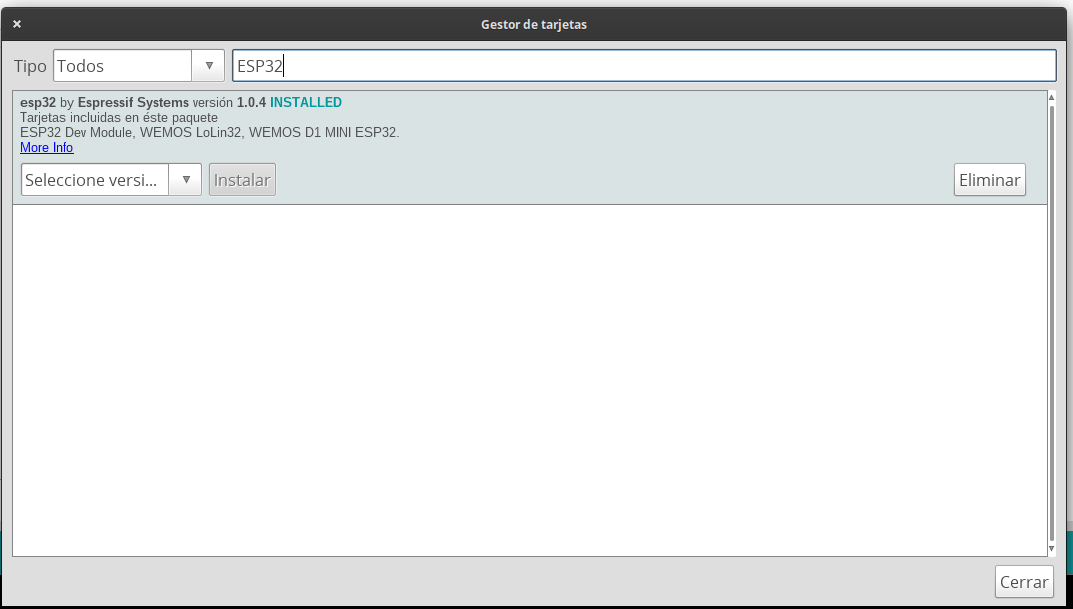 Gestor de tarjetas
Tipo Todos ESP32
esp32 by Espressif Systems versión 1.0.4 INSTALLED
Tarjetas incluidas en éste paquete
ESP32 Dev Module, WEMOS LoLin32, WEMOS D1 MINI ESP32.
More Info
Seleccione versi... Instalar Eliminar
Cerrar